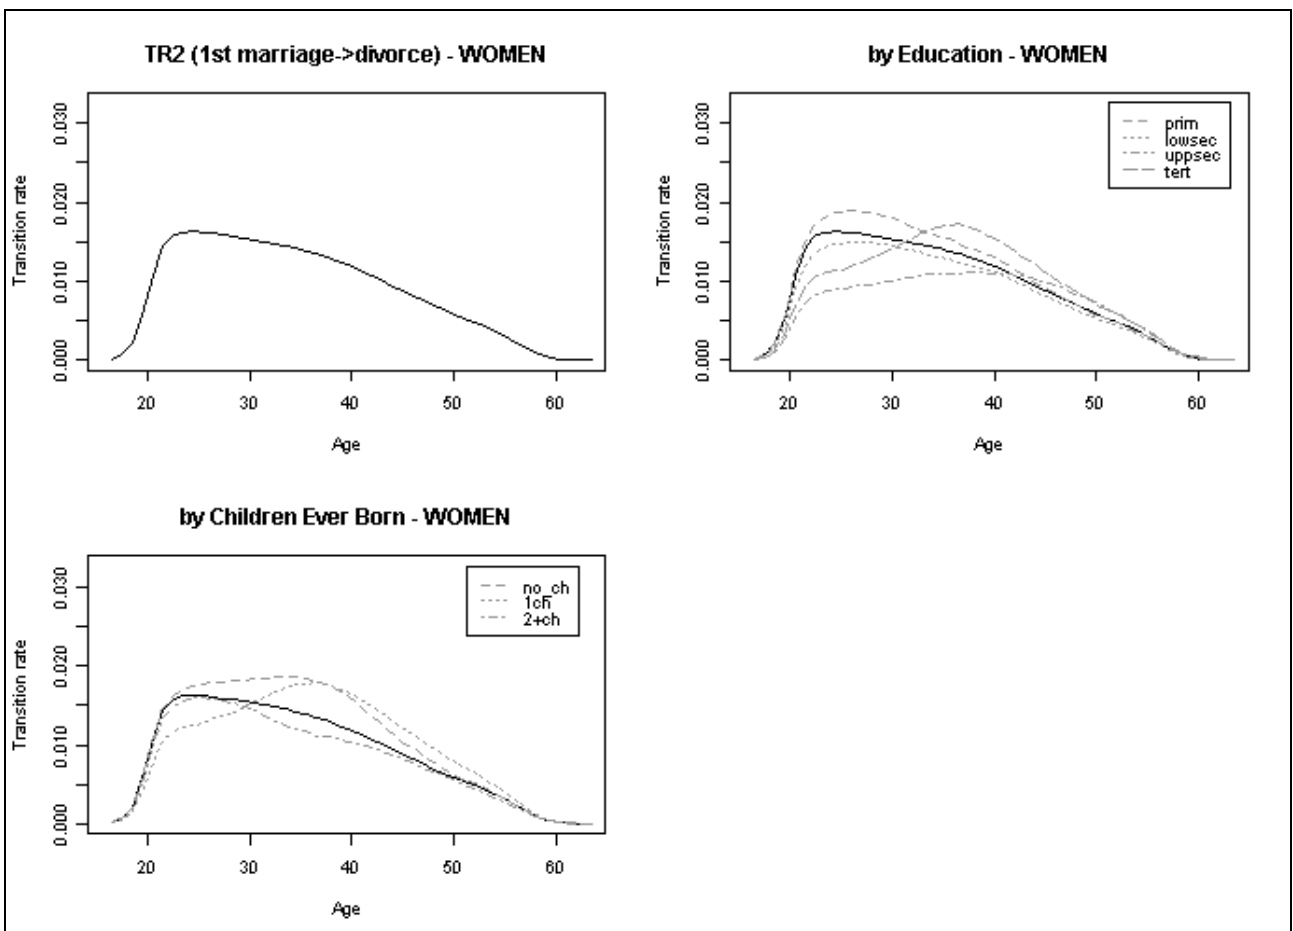 TR2 (1st marriage->divorce) - WOMEN
Transition rate
0.000 0.010 0.020 0.030
20 30 40 50 60
Age
by Education - WOMEN
prim
lowsec
uppsec
tert
Transition rate
0.000 0.010 0.020 0.030
20 30 40 50 60
Age
by Children Ever Born - WOMEN
no_ch
1ch
2+ch
Transition rate
0.000 0.010 0.020 0.030
20 30 40 50 60
Age